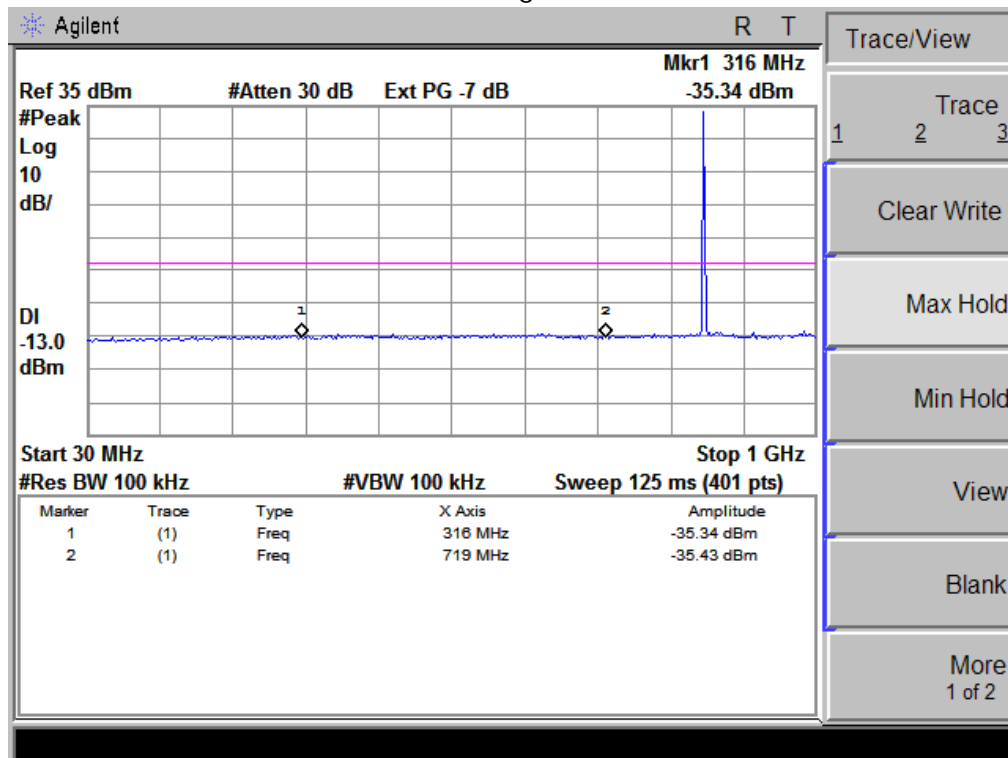 Agilent R T
Mkr1 316 MHz
Ref 35 dBm #Atten 30 dB Ext PG -7 dB -35.34 dBm
#Peak
Log
10
dB/
1 2
DI
-13.0
dBm
Start 30 MHz Stop 1 GHz
#Res BW 100 kHz #VBW 100 kHz Sweep 125 ms (401 pts)
Marker Trace Type X Axis Amplitude
1 (1) Freq 316 MHz -35.34 dBm
2 (1) Freq 719 MHz -35.43 dBm
Trace/View
Trace
1 2 3
Clear Write
Max Hold
Min Hold
View
Blank
More
1 of 2